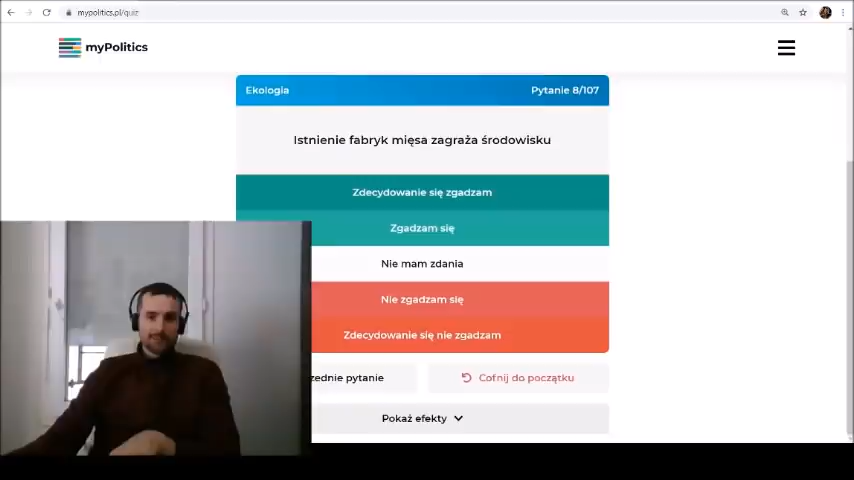 mypolitics.pl/quiz
myPolitics
Ekologia Pytanie 8/107
Istnienie fabryk mięsa zagraża środowisku
Zdecydowanie się zgadzam
Zgadzam się
Nie mam zdania
Nie zgadzam się
Zdecydowanie się nie zgadzam
zednie pytanie Cofnij do początku
Pokaż efekty